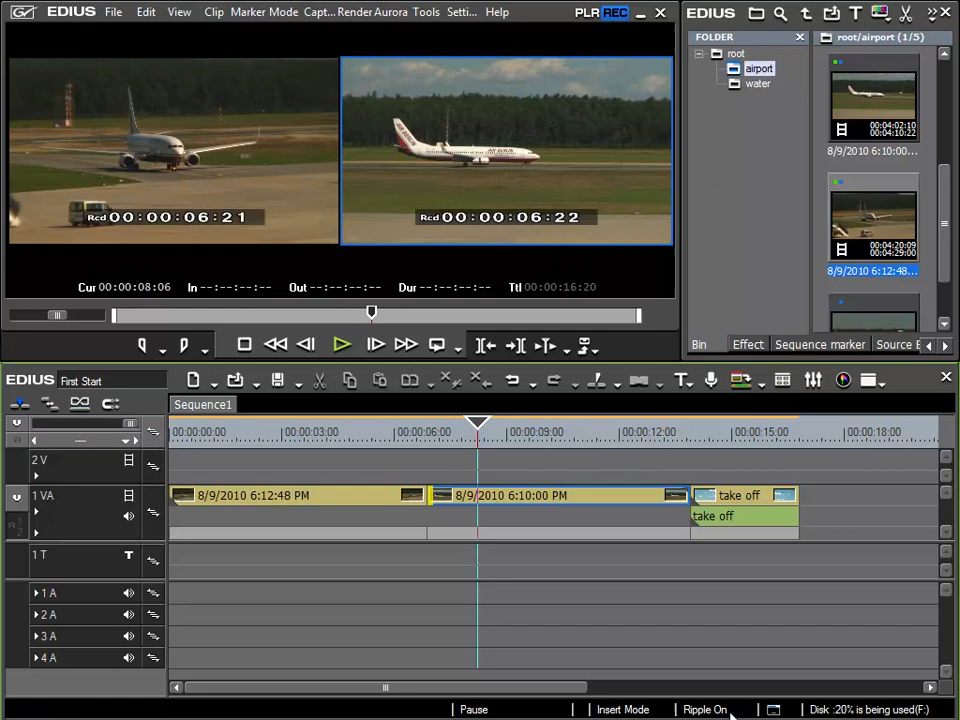 EDIUS File Edit View Clip Marker Mode Capt... Render Aurora Tools Setti... Help PLR REC
AIR BERLIN
Rcd 00:00:06:21
Rcd 00:00:06:22
Cur 00:00:08:06 In --:--:--:-- Out --:--:--:-- Dur --:--:--:-- Ttl 00:00:16:20
EDIUS
FOLDER
root
airport
water
root/airport (1/5)
00:04:02:10
00:04:10:22
8/9/2010 6:10:00...
00:04:20:09
00:04:29:00
8/9/2010 6:12:48...
Bin Effect Sequence marker Source B
EDIUS First Start
Sequence1
00:00:00:00 00:00:03:00 00:00:06:00 00:00:09:00 00:00:12:00 00:00:15:00 00:00:18:00
2 V
1 VA 8/9/2010 6:12:48 PM 8/9/2010 6:10:00 PM take off
take off
1 T T
1 A
2 A
3 A
4 A
Pause Insert Mode Ripple On Disk :20% is being used(F:)